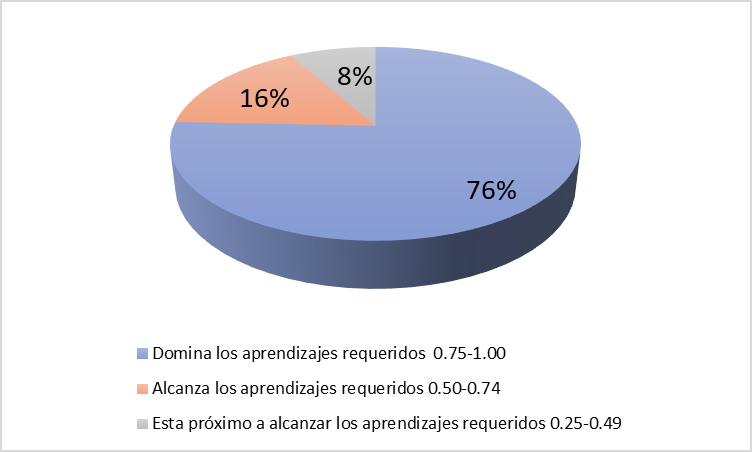 8%
16%
76%
Domina los aprendizajes requeridos  0.75-1.00
Alcanza los aprendizajes requeridos 0.50-0.74
Esta próximo a alcanzar los aprendizajes requeridos 0.25-0.49